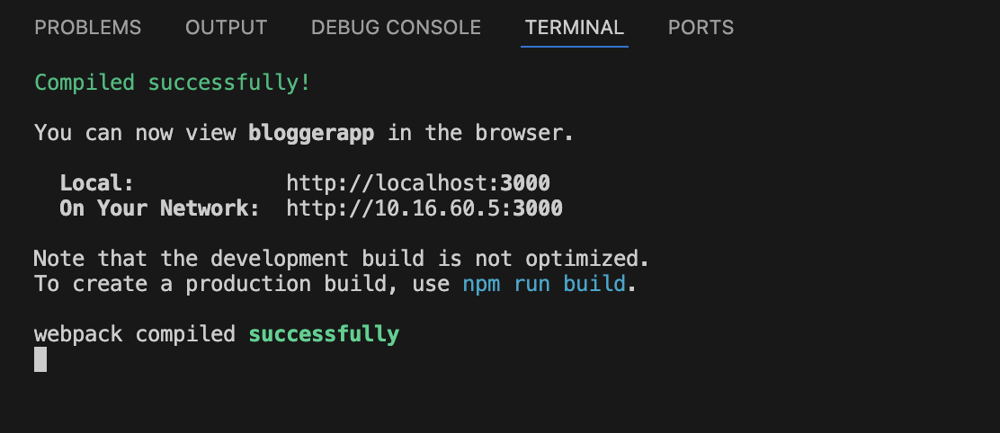 PROBLEMS OUTPUT DEBUG CONSOLE TERMINAL PORTS
Compiled successfully!
You can now view bloggerapp in the browser.
Local: http://localhost:3000
On Your Network: http://10.16.60.5:3000
Note that the development build is not optimized.
To create a production build, use npm run build.
webpack compiled successfully